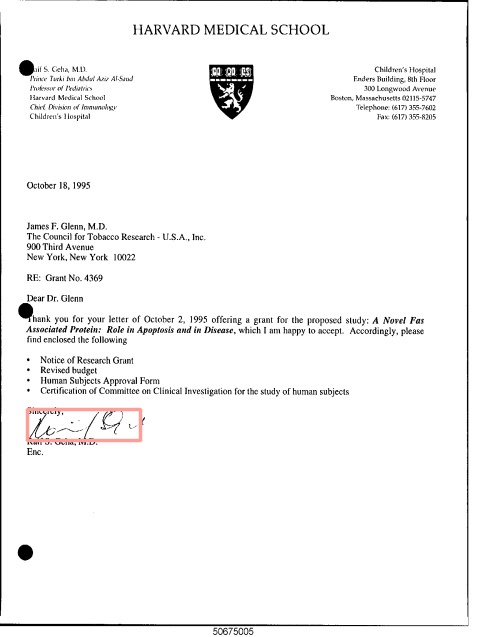 HARVARD MEDICAL SCHOOL
Raif S. Geha, M.D.
Prince Turki bin Abdul Aziz Al-Saud
Professor of Pediatrics
Harvard Medical School
Chief, Division of Immunology
Children's Hospital
Children's Hospital
Enders Building, 8th Floor
300 Longwood Avenue
Boston, Massachusetts 02115-5747
Telephone: (617) 355-7602
Fax: (617) 355-8205
October 18, 1995
James F. Glenn, M.D.
The Council for Tobacco Research - U.S.A., Inc.
900 Third Avenue
New York, New York 10022
RE: Grant No. 4369
Dear Dr. Glenn
Thank you for your letter of October 2, 1995 offering a grant for the proposed study: A Novel Fas
Associated Protein: Role in Apoptosis and in Disease, which I am happy to accept. Accordingly, please
find enclosed the following
• Notice of Research Grant
• Revised budget
• Human Subjects Approval Form
• Certification of Committee on Clinical Investigation for the study of human subjects
Sincerely,
Raif S. Geha, M.D.
Enc.
50675005